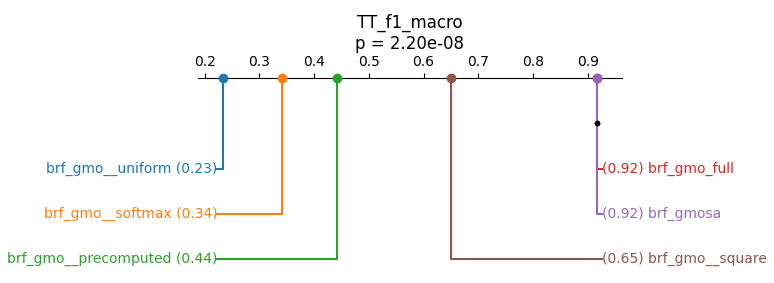 TT_f1_macro
p = 2.20e-08
0.2 0.3 0.4 0.5 0.6 0.7 0.8 0.9
brf_gmo__uniform (0.23)
(0.92) brf_gmo_full
brf_gmo__softmax (0.34)
(0.92) brf_gmosa
brf_gmo__precomputed (0.44)
(0.65) brf_gmo__square